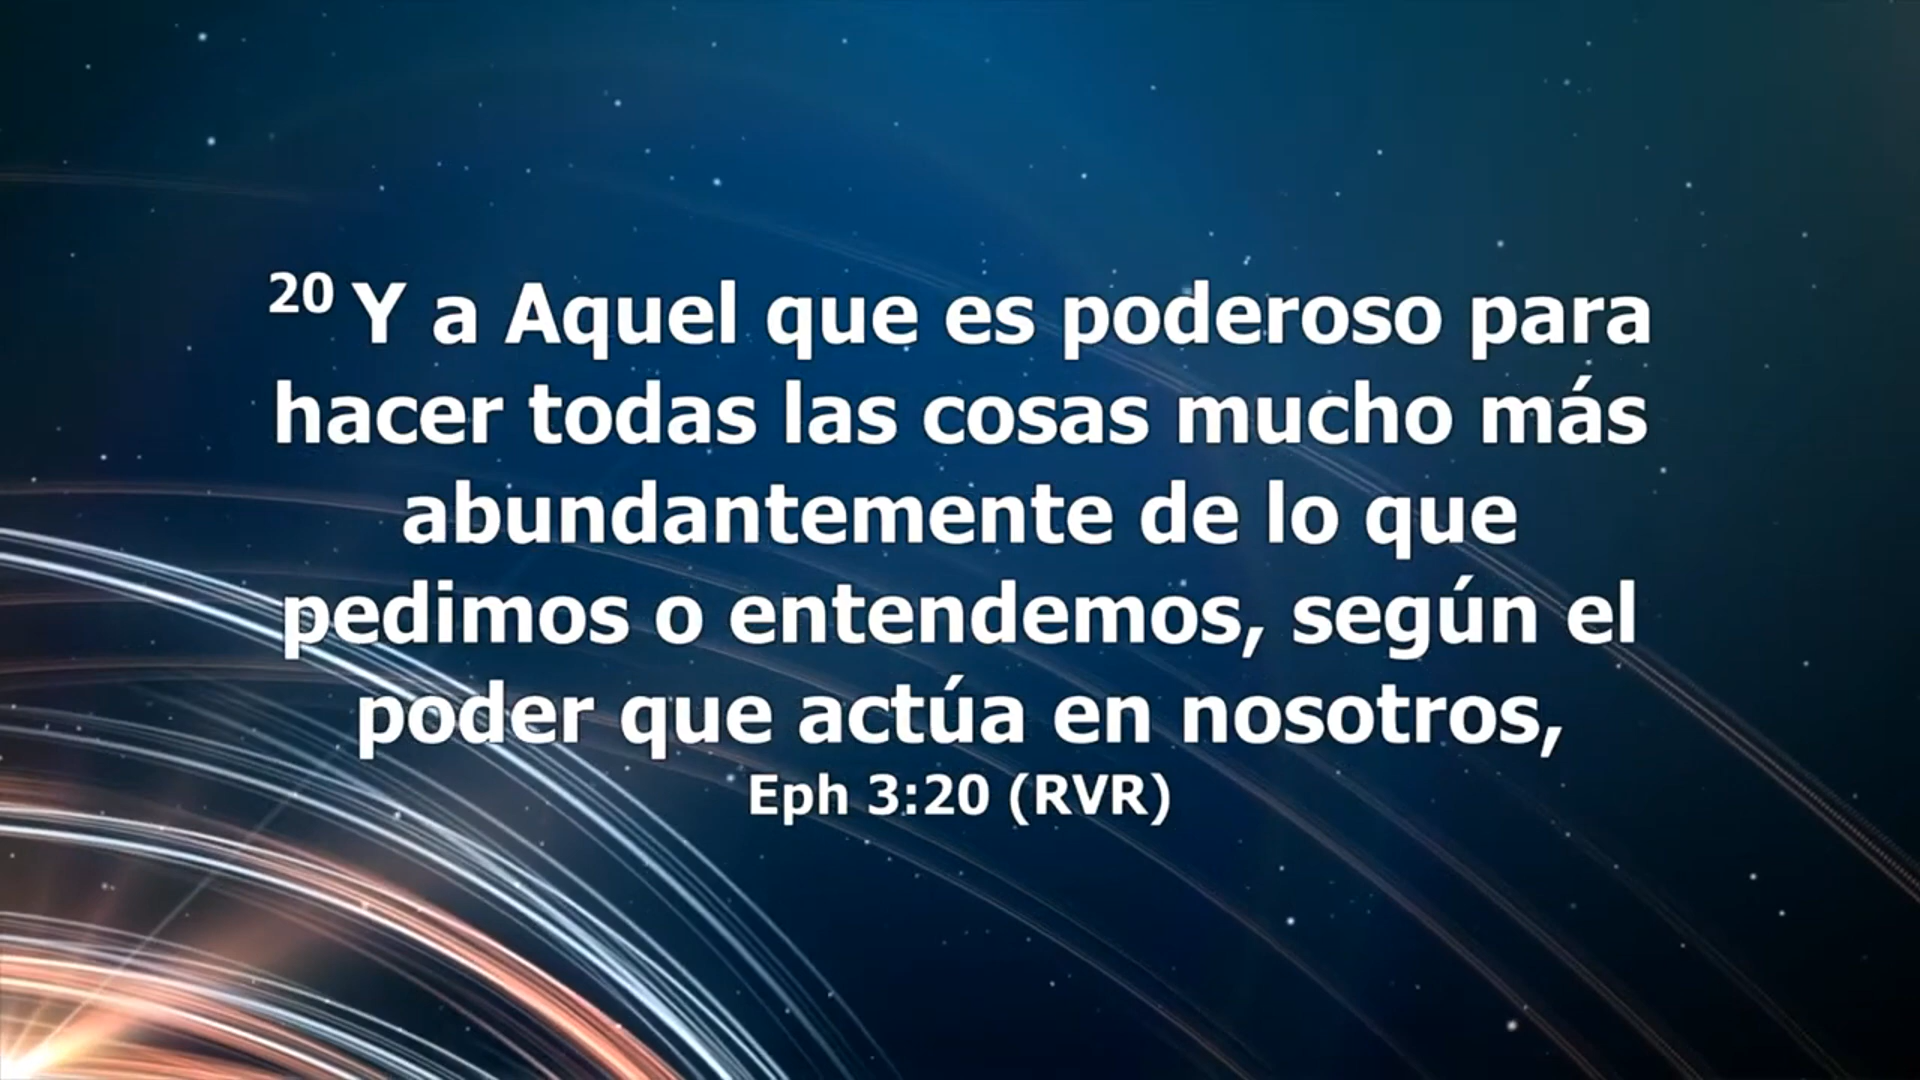 20 Y a Aquel que es poderoso para
hacer todas las cosas mucho más
abundantemente de lo que
pedimos o entendemos, según el
poder que actúa en nosotros,
Eph 3:20 (RVR)